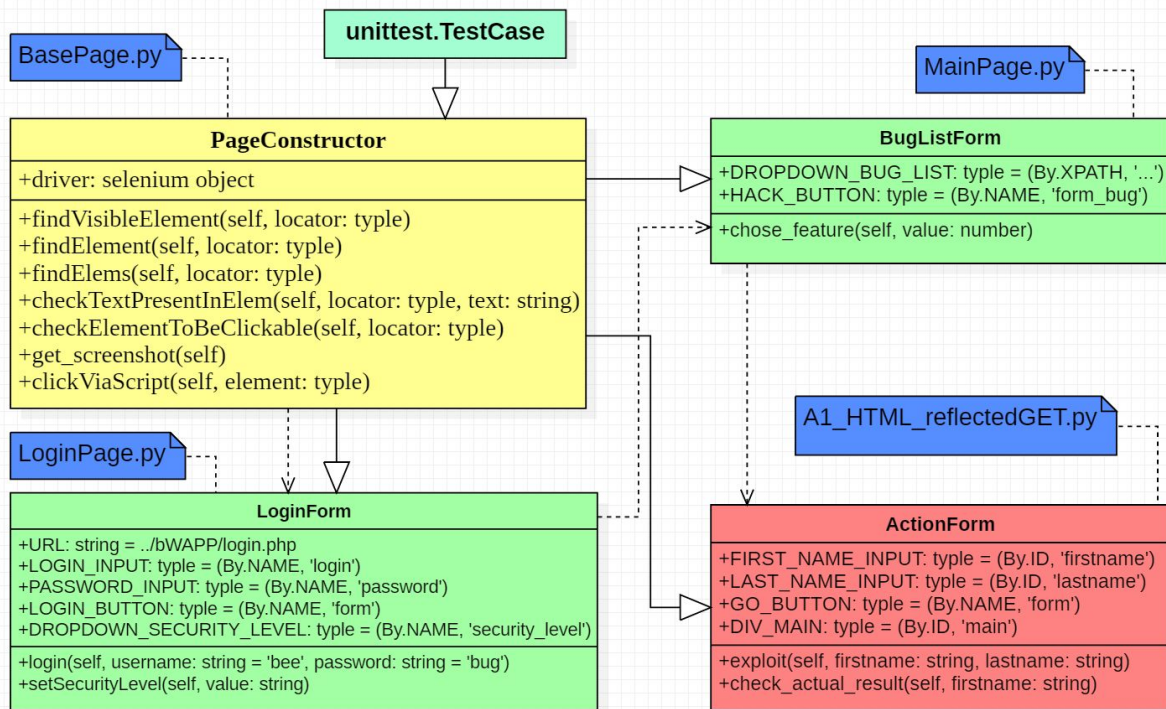 unittest.TestCase
BasePage.py
MainPage.py
PageConstructor
+driver: selenium object
+findVisibleElement(self, locator: typle)
+findElement(self, locator: typle)
+findElems(self, locator: typle)
+checkTextPresentInElem(self, locator: typle, text: string)
+checkElementToBeClickable(self, locator: typle)
+get_screenshot(self)
+clickViaScript(self, element: typle)
BugListForm
+DROPDOWN_BUG_LIST: typle = (By.XPATH, '...')
+HACK_BUTTON: typle = (By.NAME, 'form_bug')
+chose_feature(self, value: number)
LoginPage.py
LoginForm
+URL: string = ../bWAPP/login.php
+LOGIN_INPUT: typle = (By.NAME, 'login')
+PASSWORD_INPUT: typle = (By.NAME, 'password')
+LOGIN_BUTTON: typle = (By.NAME, 'form')
+DROPDOWN_SECURITY_LEVEL: typle = (By.NAME, 'security_level')
+login(self, username: string = 'bee', password: string = 'bug')
+setSecurityLevel(self, value: string)
A1_HTML_reflectedGET.py
ActionForm
+FIRST_NAME_INPUT: typle = (By.ID, 'firstname')
+LAST_NAME_INPUT: typle = (By.ID, 'lastname')
+GO_BUTTON: typle = (By.NAME, 'form')
+DIV_MAIN: typle = (By.ID, 'main')
+exploit(self, firstname: string, lastname: string)
+check_actual_result(self, firstname: string)